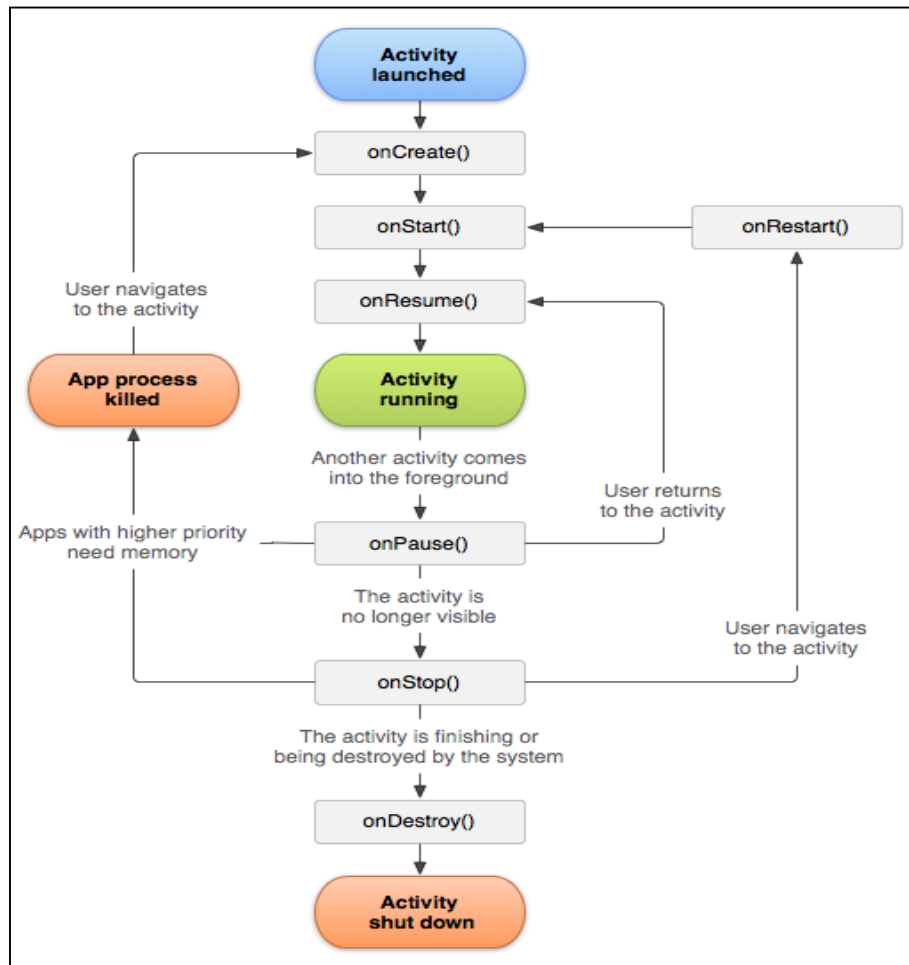 Activity
launched
onCreate()
onStart()
onRestart()
User navigates
to the activity
onResume()
App process
killed
Activity
running
Another activity comes
into the foreground
User returns
to the activity
Apps with higher priority
need memory
onPause()
The activity is
no longer visible
User navigates
to the activity
onStop()
The activity is finishing or
being destroyed by the system
onDestroy()
Activity
shut down